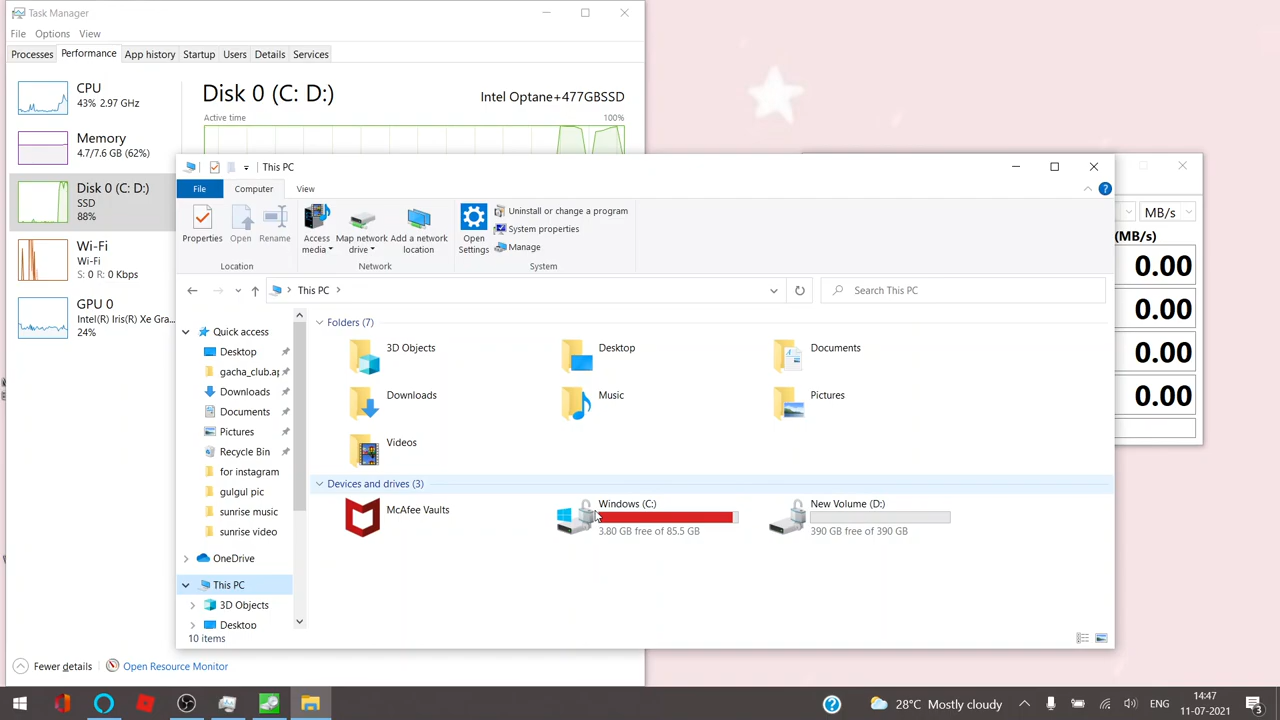 Task Manager
File Options View
Processes Performance App history Startup Users Details Services
CPU
43% 2.97 GHz
Memory
4.7/7.6 GB (62%)
Disk 0 (C: D:)
SSD
88%
Wi-Fi
Wi-Fi
S: 0 R: 0 Kbps
GPU 0
Intel(R) Iris(R) Xe Gra...
24%
Disk 0 (C: D:)
Intel Optane+477GBSSD
Active time 100%
This PC
File Computer View
Properties
Open
Rename
Access media
Map network drive
Add a network location
Open Settings
Uninstall or change a program
System properties
Manage
Location Network System
This PC
Search This PC
Quick access
Desktop
gacha_club.ap
Downloads
Documents
Pictures
Recycle Bin
for instagram
gulgul pic
sunrise music
sunrise video
OneDrive
This PC
3D Objects
Desktop
Folders (7)
3D Objects
Desktop
Documents
Downloads
Music
Pictures
Videos
Devices and drives (3)
McAfee Vaults
Windows (C:)
3.80 GB free of 85.5 GB
New Volume (D:)
390 GB free of 390 GB
10 items
MB/s
(MB/s)
0.00
0.00
0.00
0.00
Fewer details Open Resource Monitor
28°C Mostly cloudy
ENG
14:47
11-07-2021
3